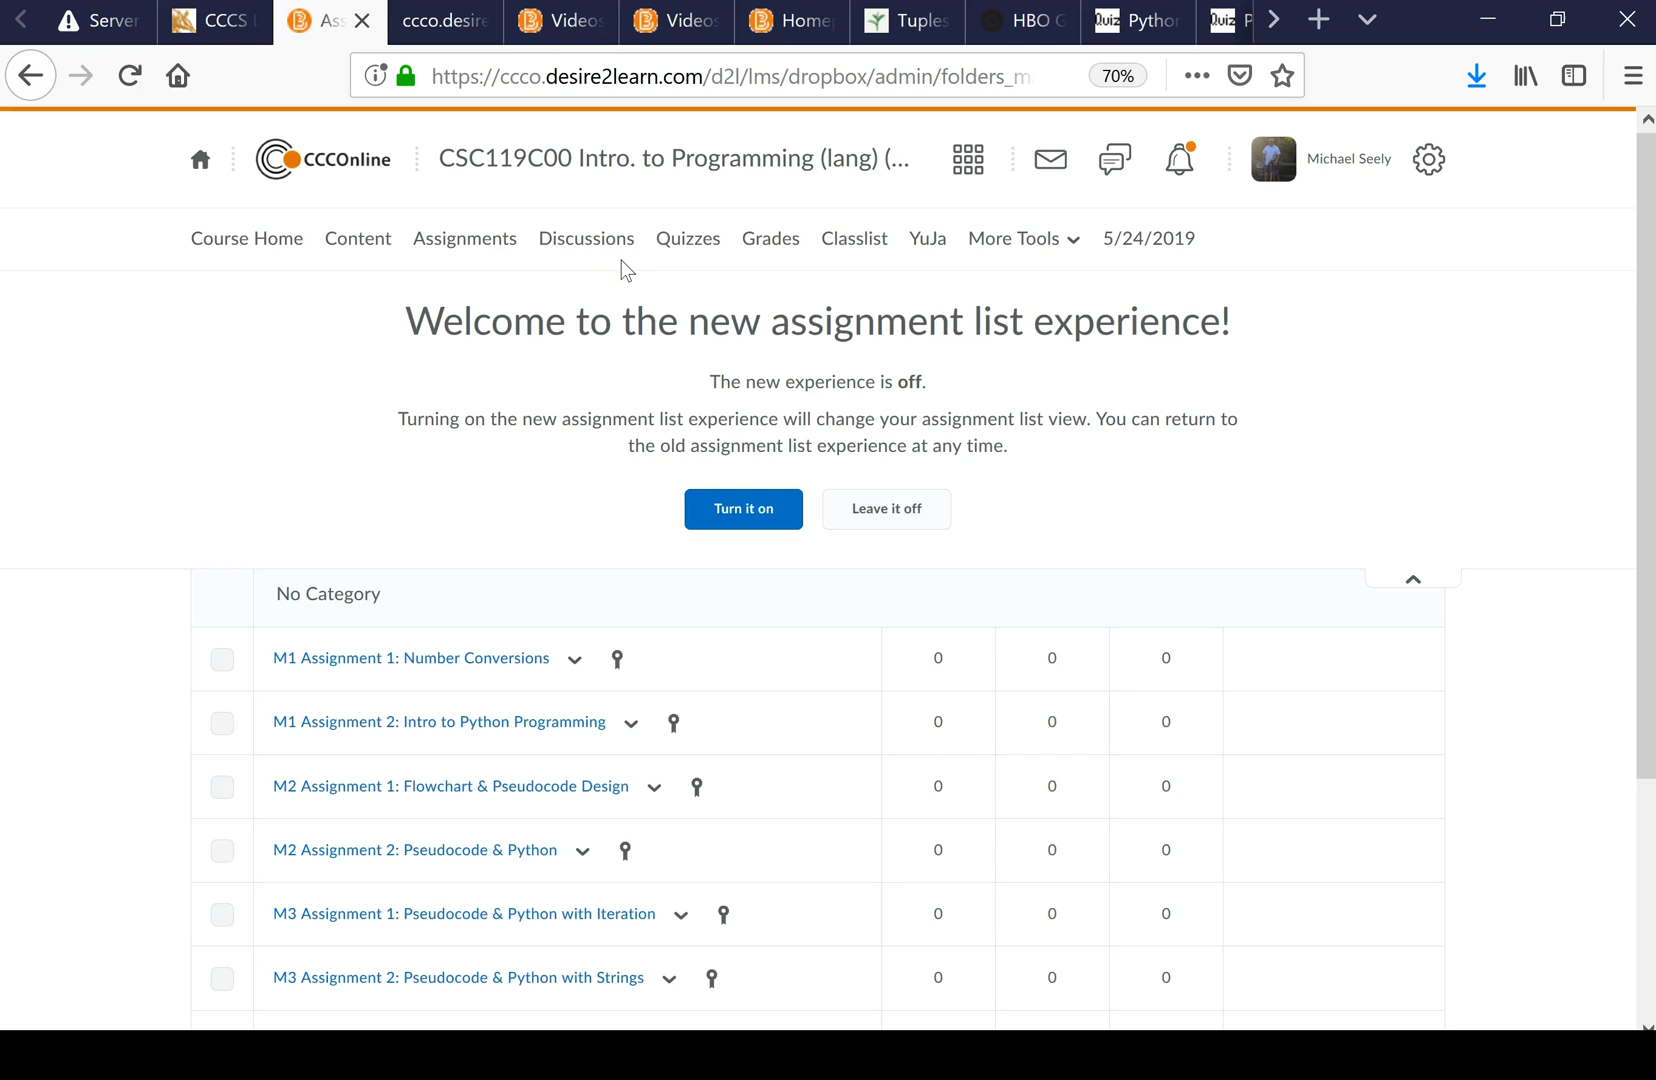 Server
CCCS
As
ccco.desire
Videos
Videos
Home
Tuples
HBO G
Quiz Python
Quiz P
https://ccco.desire2learn.com/d2l/lms/dropbox/admin/folders_m
70%
CCCOnline
CSC119C00 Intro. to Programming (lang) (...
Michael Seely
Course Home Content Assignments Discussions Quizzes Grades Classlist YuJa More Tools 5/24/2019
Welcome to the new assignment list experience!
The new experience is off.
Turning on the new assignment list experience will change your assignment list view. You can return to
the old assignment list experience at any time.
Turn it on Leave it off
No Category
M1 Assignment 1: Number Conversions 0 0 0
M1 Assignment 2: Intro to Python Programming 0 0 0
M2 Assignment 1: Flowchart & Pseudocode Design 0 0 0
M2 Assignment 2: Pseudocode & Python 0 0 0
M3 Assignment 1: Pseudocode & Python with Iteration 0 0 0
M3 Assignment 2: Pseudocode & Python with Strings 0 0 0